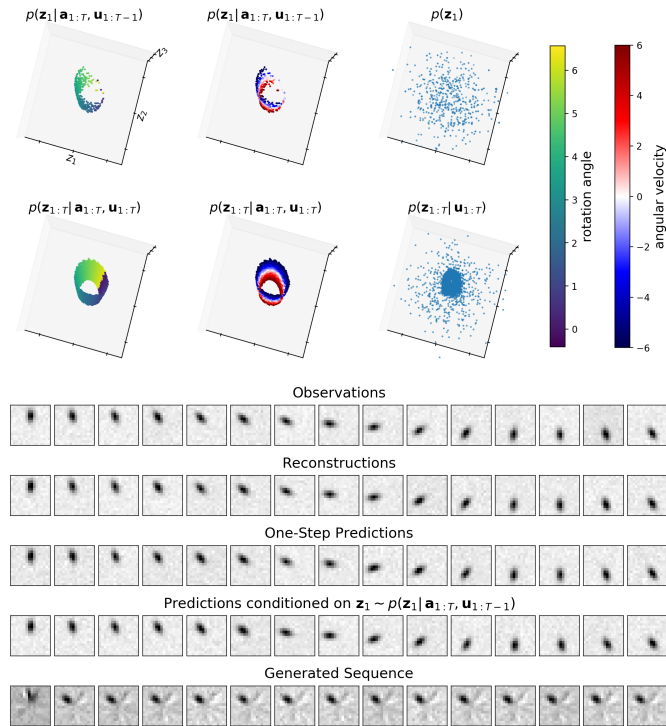 p(z₁| a₁:T, u₁:T−1)
p(z₁| a₁:T, u₁:T−1)
p(z₁)
z₁
z₂
z₃
p(z₁:T| a₁:T, u₁:T)
p(z₁:T| a₁:T, u₁:T)
p(z₁:T| u₁:T)
6
5
4
3
2
1
0
rotation angle
6
4
2
0
−2
−4
−6
angular velocity
Observations
Reconstructions
One-Step Predictions
Predictions conditioned on z₁ ~ p(z₁| a₁:T, u₁:T−1)
Generated Sequence